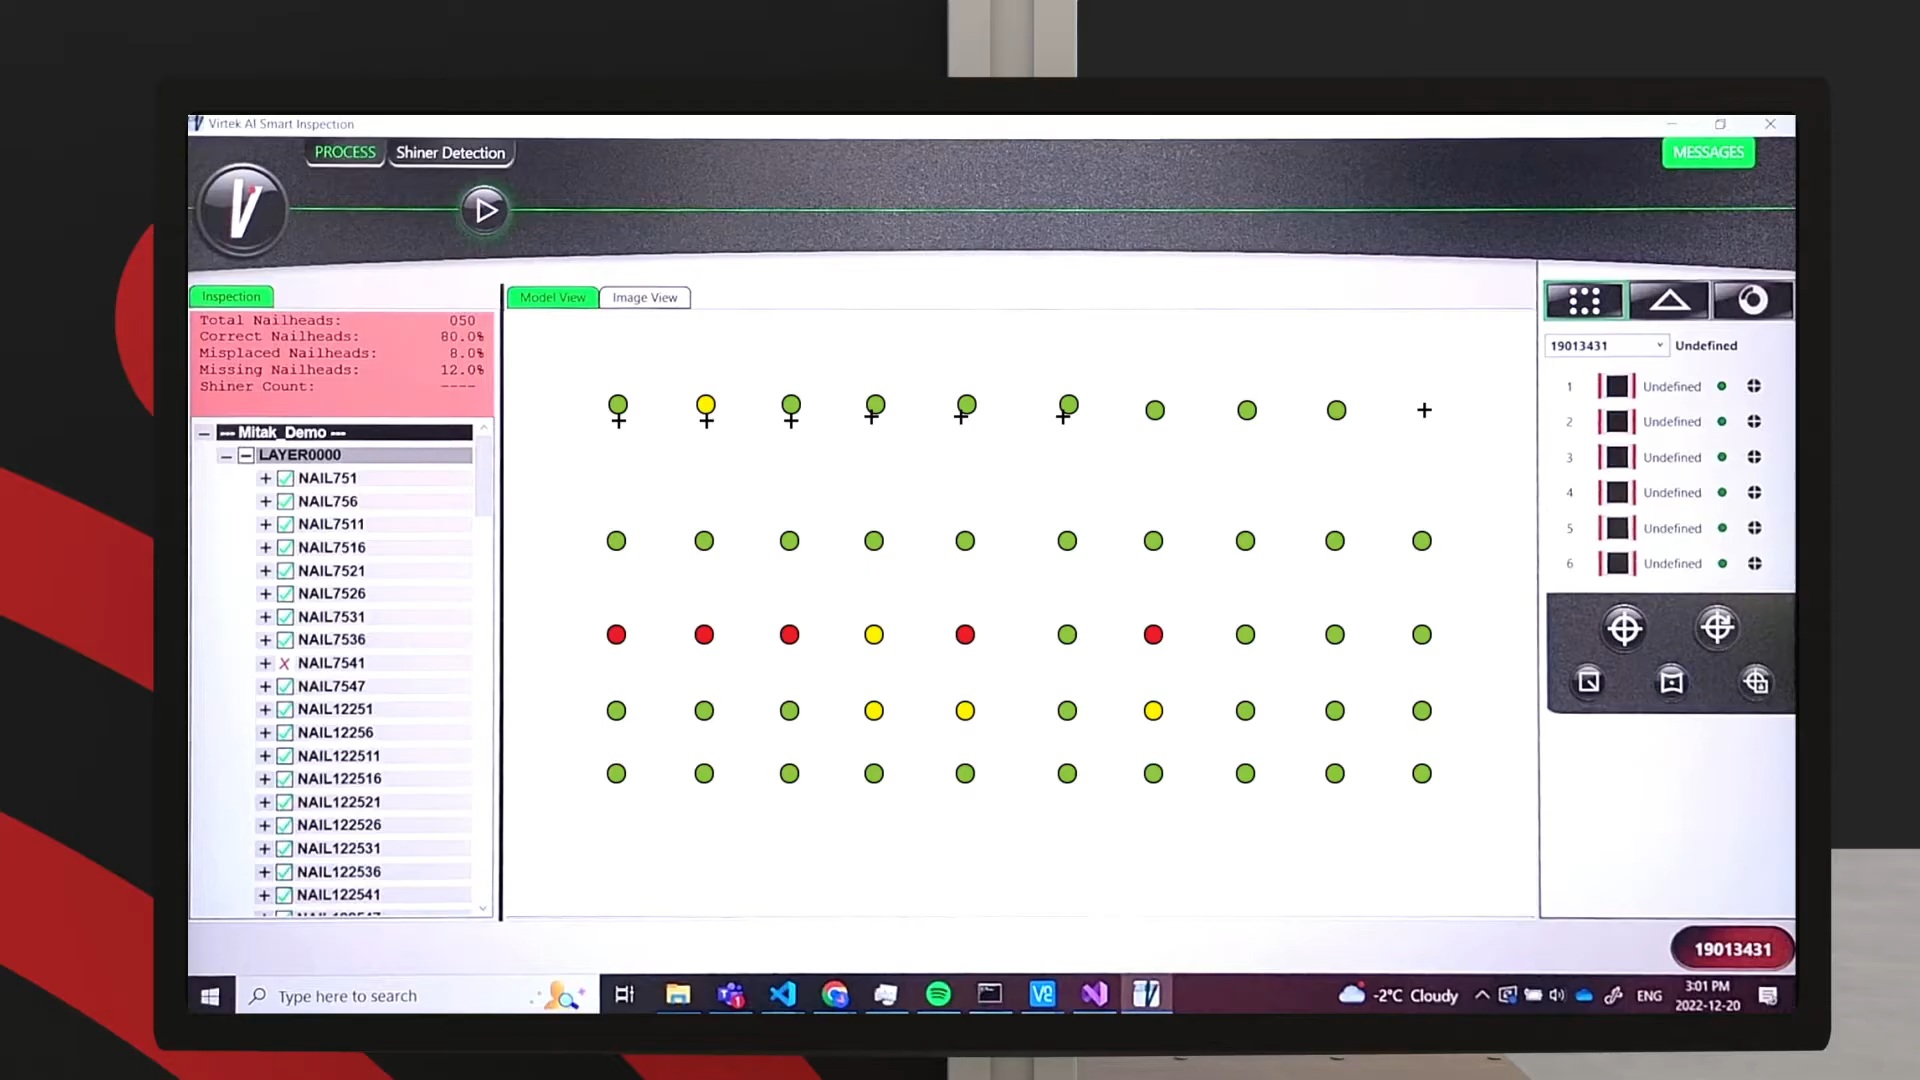 Virtek AI Smart Inspection
PROCESS Shiner Detection
MESSAGES
Inspection
Model View Image View
Total Nailheads: 050
Correct Nailheads: 80.0%
Misplaced Nailheads: 8.0%
Missing Nailheads: 12.0%
Shiner Count: ----
--- Mitak_Demo ---
LAYER0000
NAIL751
NAIL756
NAIL7511
NAIL7516
NAIL7521
NAIL7526
NAIL7531
NAIL7536
NAIL7541
NAIL7547
NAIL12251
NAIL12256
NAIL122511
NAIL122516
NAIL122521
NAIL122526
NAIL122531
NAIL122536
NAIL122541
19013431 Undefined
1 Undefined
2 Undefined
3 Undefined
4 Undefined
5 Undefined
6 Undefined
19013431
Type here to search
-2°C Cloudy
ENG
3:01 PM
2022-12-20